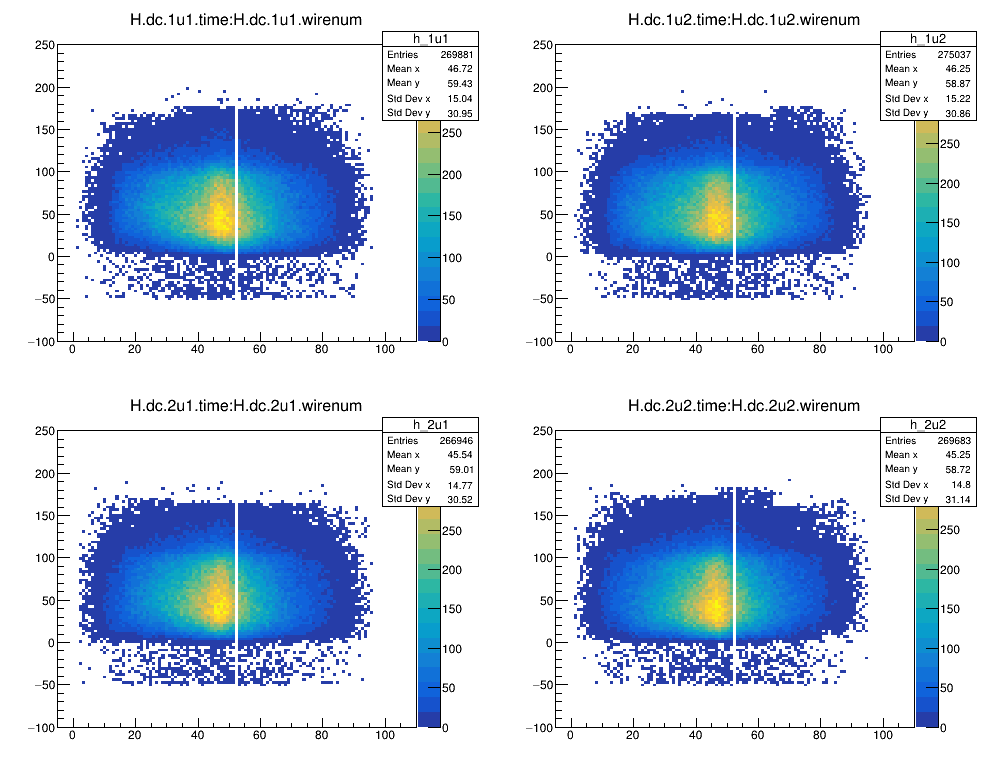 H.dc.1u1.time:H.dc.1u1.wirenum
h_1u1
Entries 269881
Mean x 46.72
Mean y 59.43
Std Dev x 15.04
Std Dev y 30.95
250
200
150
100
50
0
−50
−100
0 20 40 60 80 100
250
200
150
100
50
0
H.dc.1u2.time:H.dc.1u2.wirenum
h_1u2
Entries 275037
Mean x 46.25
Mean y 58.87
Std Dev x 15.22
Std Dev y 30.86
250
200
150
100
50
0
−50
−100
0 20 40 60 80 100
250
200
150
100
50
0
H.dc.2u1.time:H.dc.2u1.wirenum
h_2u1
Entries 266946
Mean x 45.54
Mean y 59.01
Std Dev x 14.77
Std Dev y 30.52
250
200
150
100
50
0
−50
−100
0 20 40 60 80 100
250
200
150
100
50
0
H.dc.2u2.time:H.dc.2u2.wirenum
h_2u2
Entries 269683
Mean x 45.25
Mean y 58.72
Std Dev x 14.8
Std Dev y 31.14
250
200
150
100
50
0
−50
−100
0 20 40 60 80 100
250
200
150
100
50
0